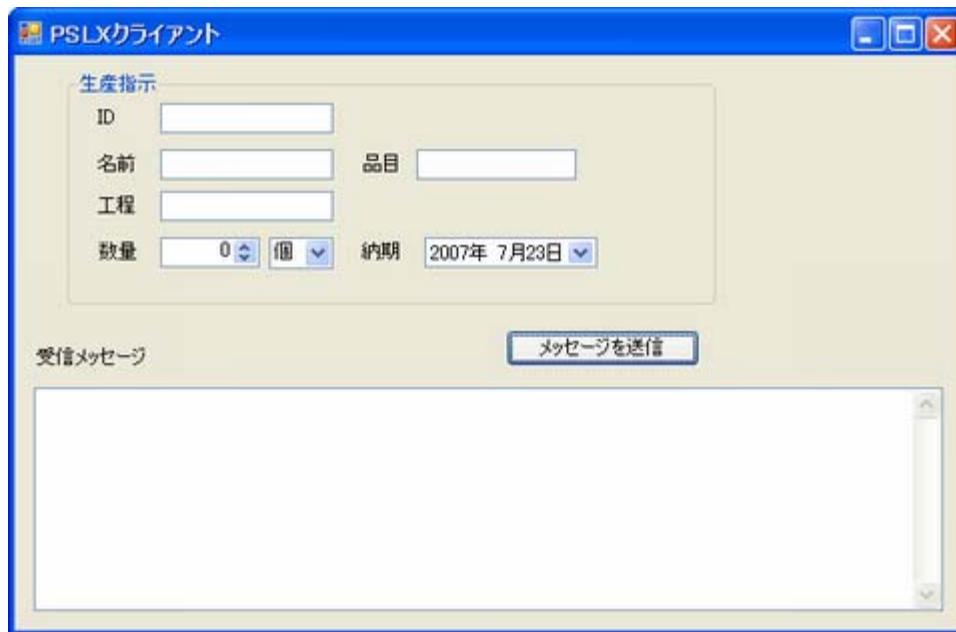 PSLXクライアント
生産指示
ID
名前
品目
工程
数量 0 個 納期 2007年 7月23日
メッセージを送信
受信メッセージ